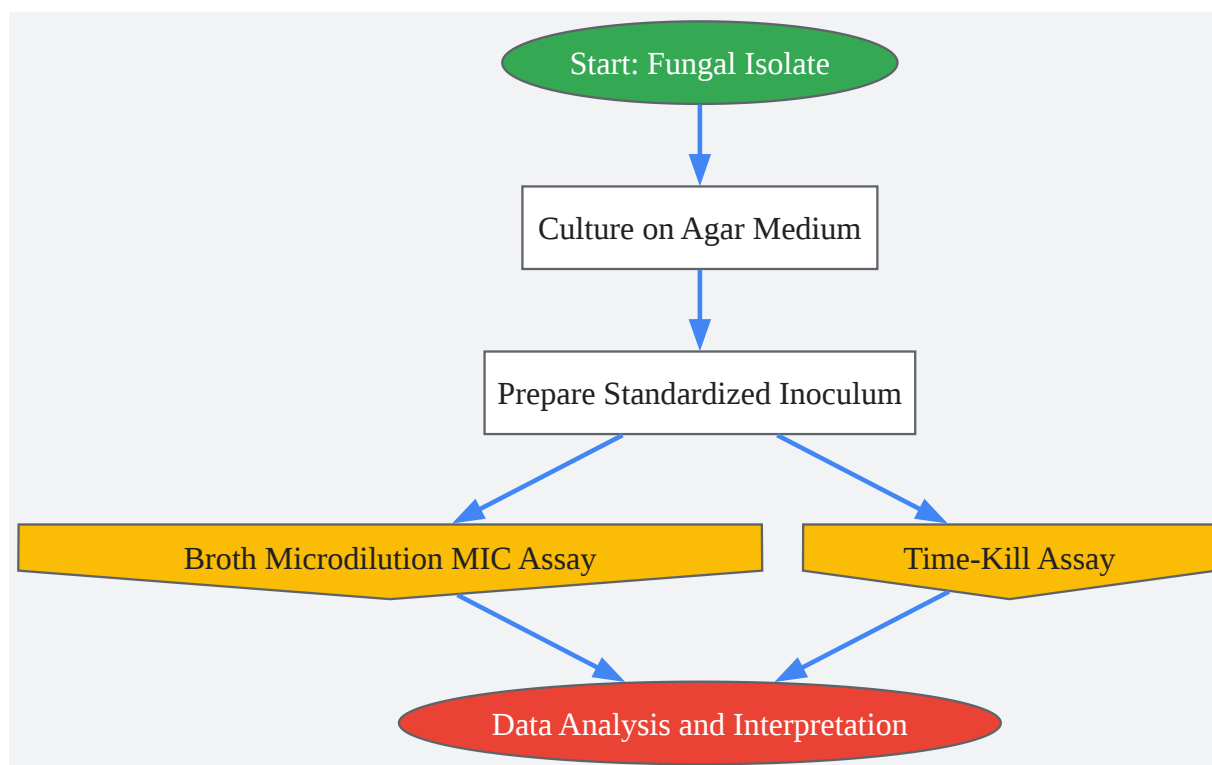 Start: Fungal Isolate
Culture on Agar Medium
Prepare Standardized Inoculum
Broth Microdilution MIC Assay
Time-Kill Assay
Data Analysis and Interpretation